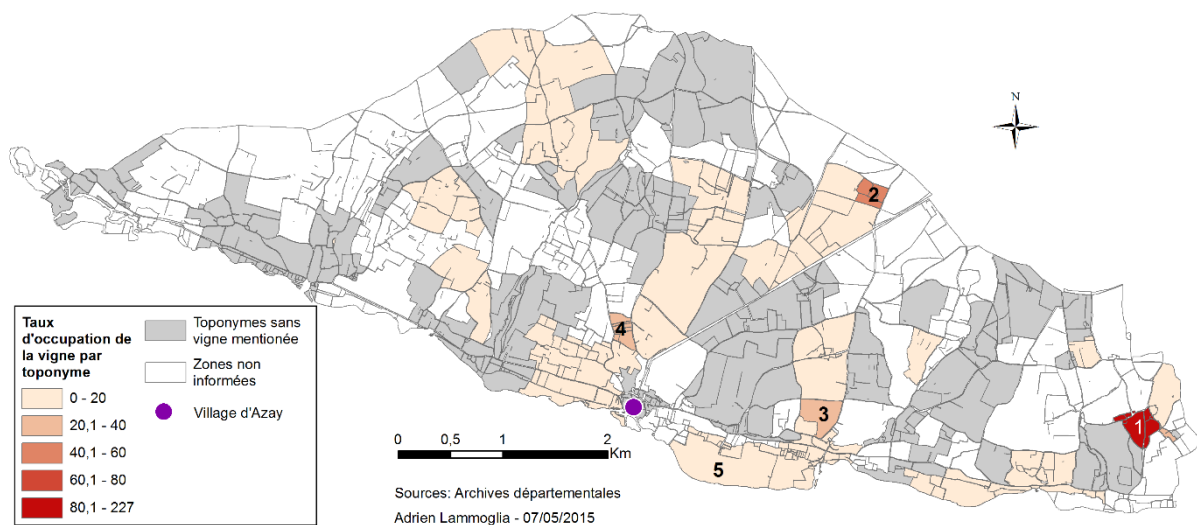 N
2
4
3
1
5
Taux
d'occupation de
la vigne par
toponyme
0 - 20
20,1 - 40
40,1 - 60
60,1 - 80
80,1 - 227
Toponymes sans
vigne mentionée
Zones non
informées
Village d'Azay
0 0,5 1 2
Km
Sources: Archives départementales
Adrien Lammoglia - 07/05/2015